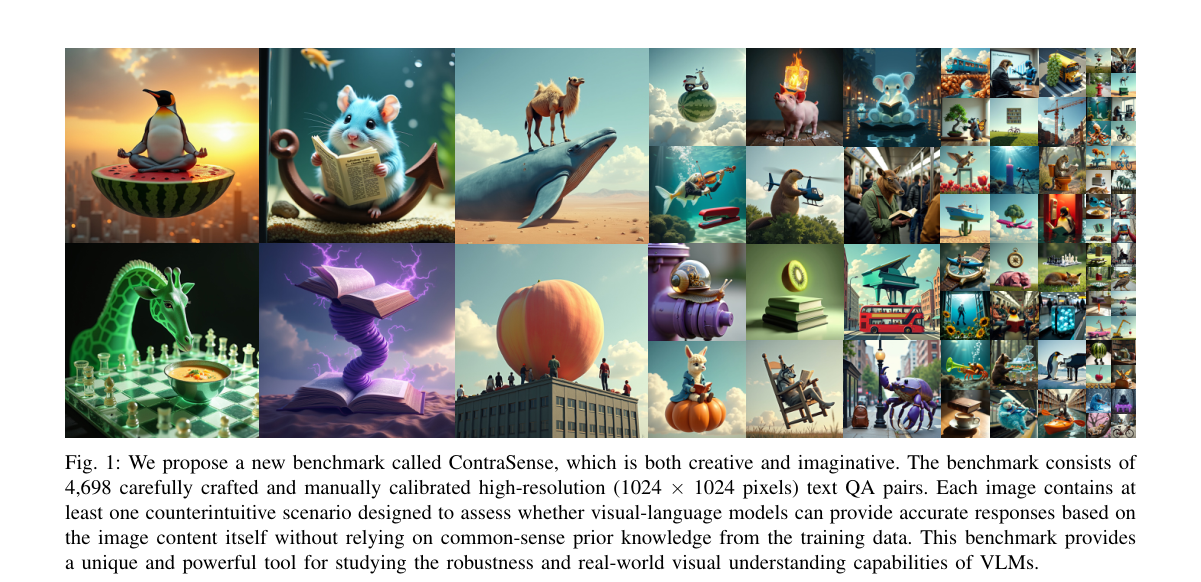 Fig. 1: We propose a new benchmark called ContraSense, which is both creative and imaginative. The benchmark consists of
4,698 carefully crafted and manually calibrated high-resolution (1024 × 1024 pixels) text QA pairs. Each image contains at
least one counterintuitive scenario designed to assess whether visual-language models can provide accurate responses based on
the image content itself without relying on common-sense prior knowledge from the training data. This benchmark provides
a unique and powerful tool for studying the robustness and real-world visual understanding capabilities of VLMs.